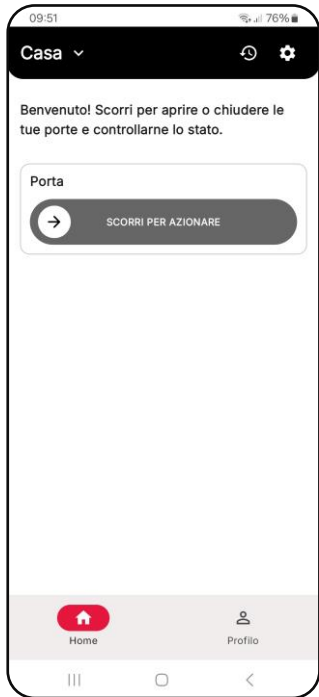 09:51 76%
Casa
Benvenuto! Scorri per aprire o chiudere le
tue porte e controllarne lo stato.
Porta
SCORRI PER AZIONARE
Home Profilo